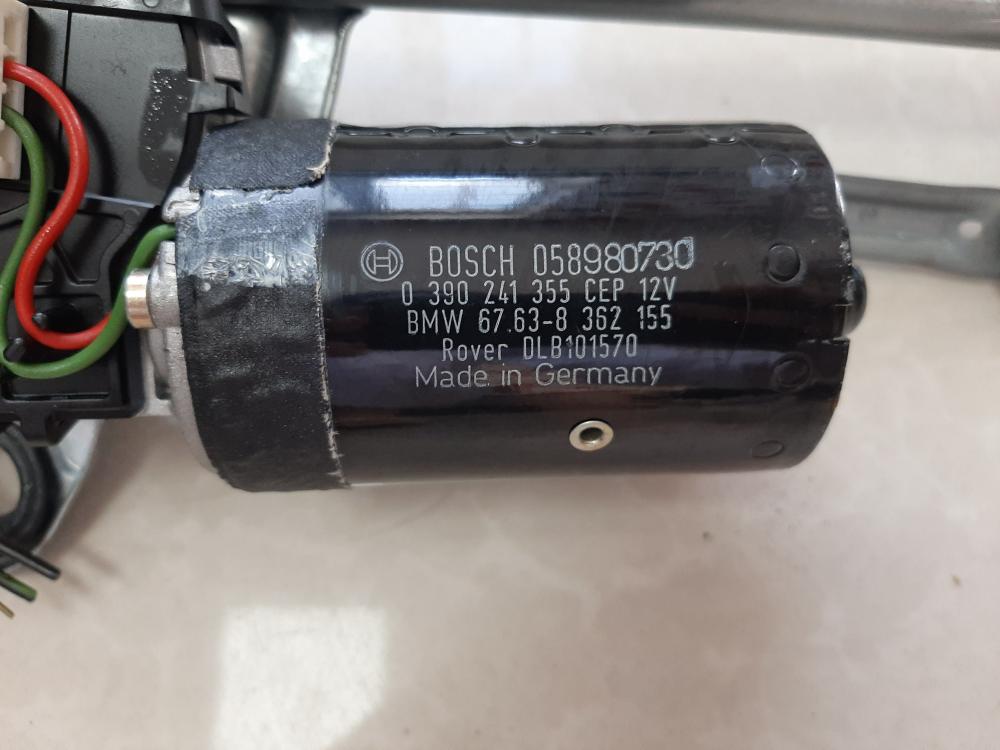 BOSCH 058980730
0 390 241 355 CEP 12V
BMW 67.63-8 362 155
Rover DLB101570
Made in Germany